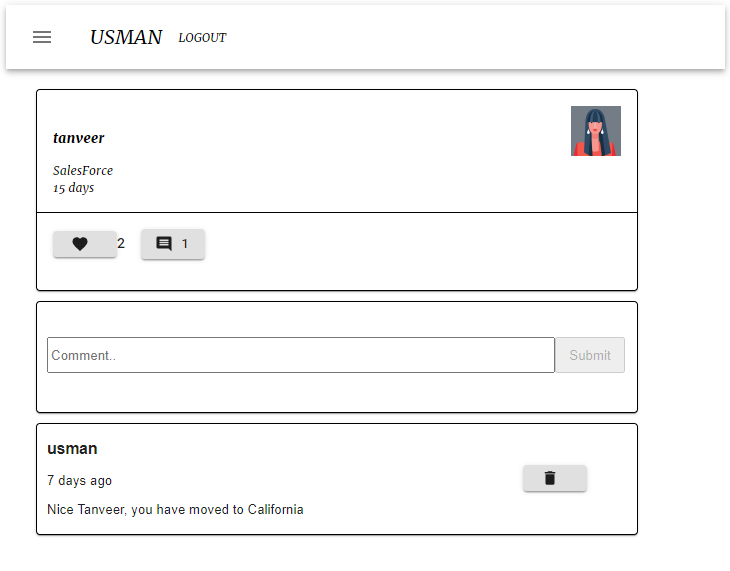 USMAN LOGOUT
tanveer
SalesForce
15 days
2 1
Comment.. Submit
usman
7 days ago
Nice Tanveer, you have moved to California